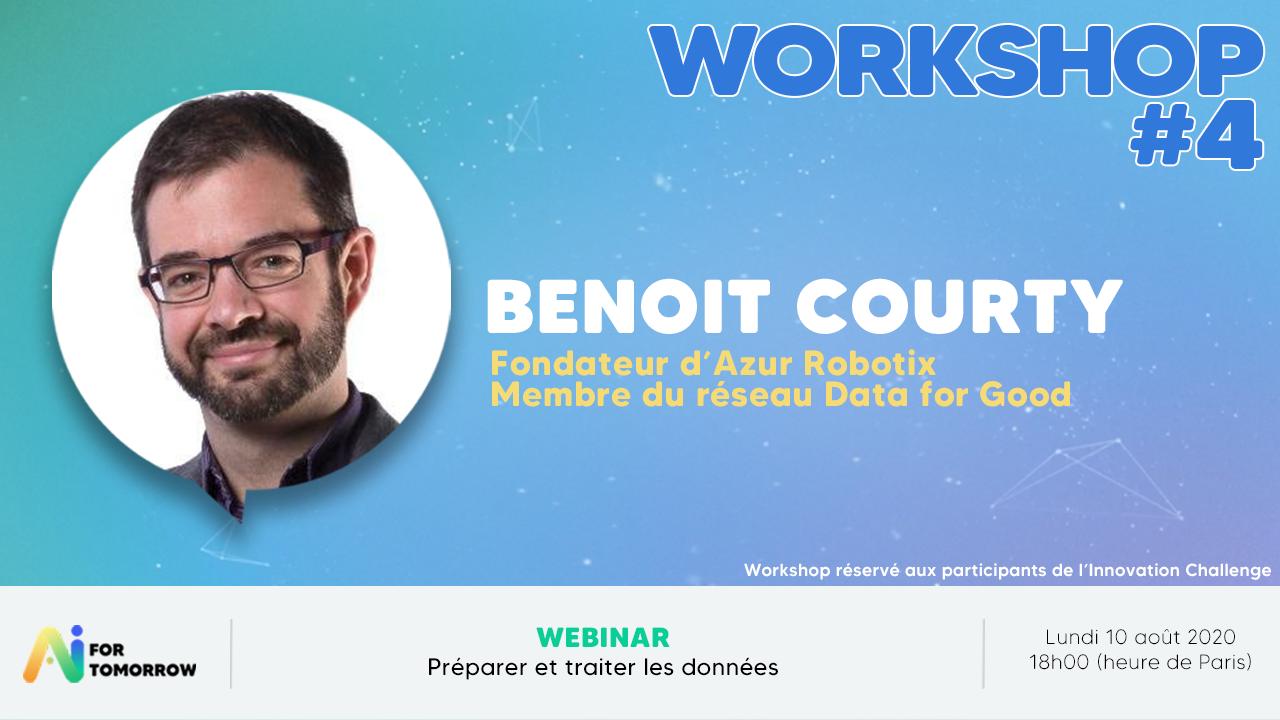 WORKSHOP
#4
BENOIT COURTY
Fondateur d'Azur Robotix
Membre du réseau Data for Good
Workshop réservé aux participants de l'Innovation Challenge
Ai FOR
TOMORROW
WEBINAR
Préparer et traiter les données
Lundi 10 août 2020
18h00 (heure de Paris)